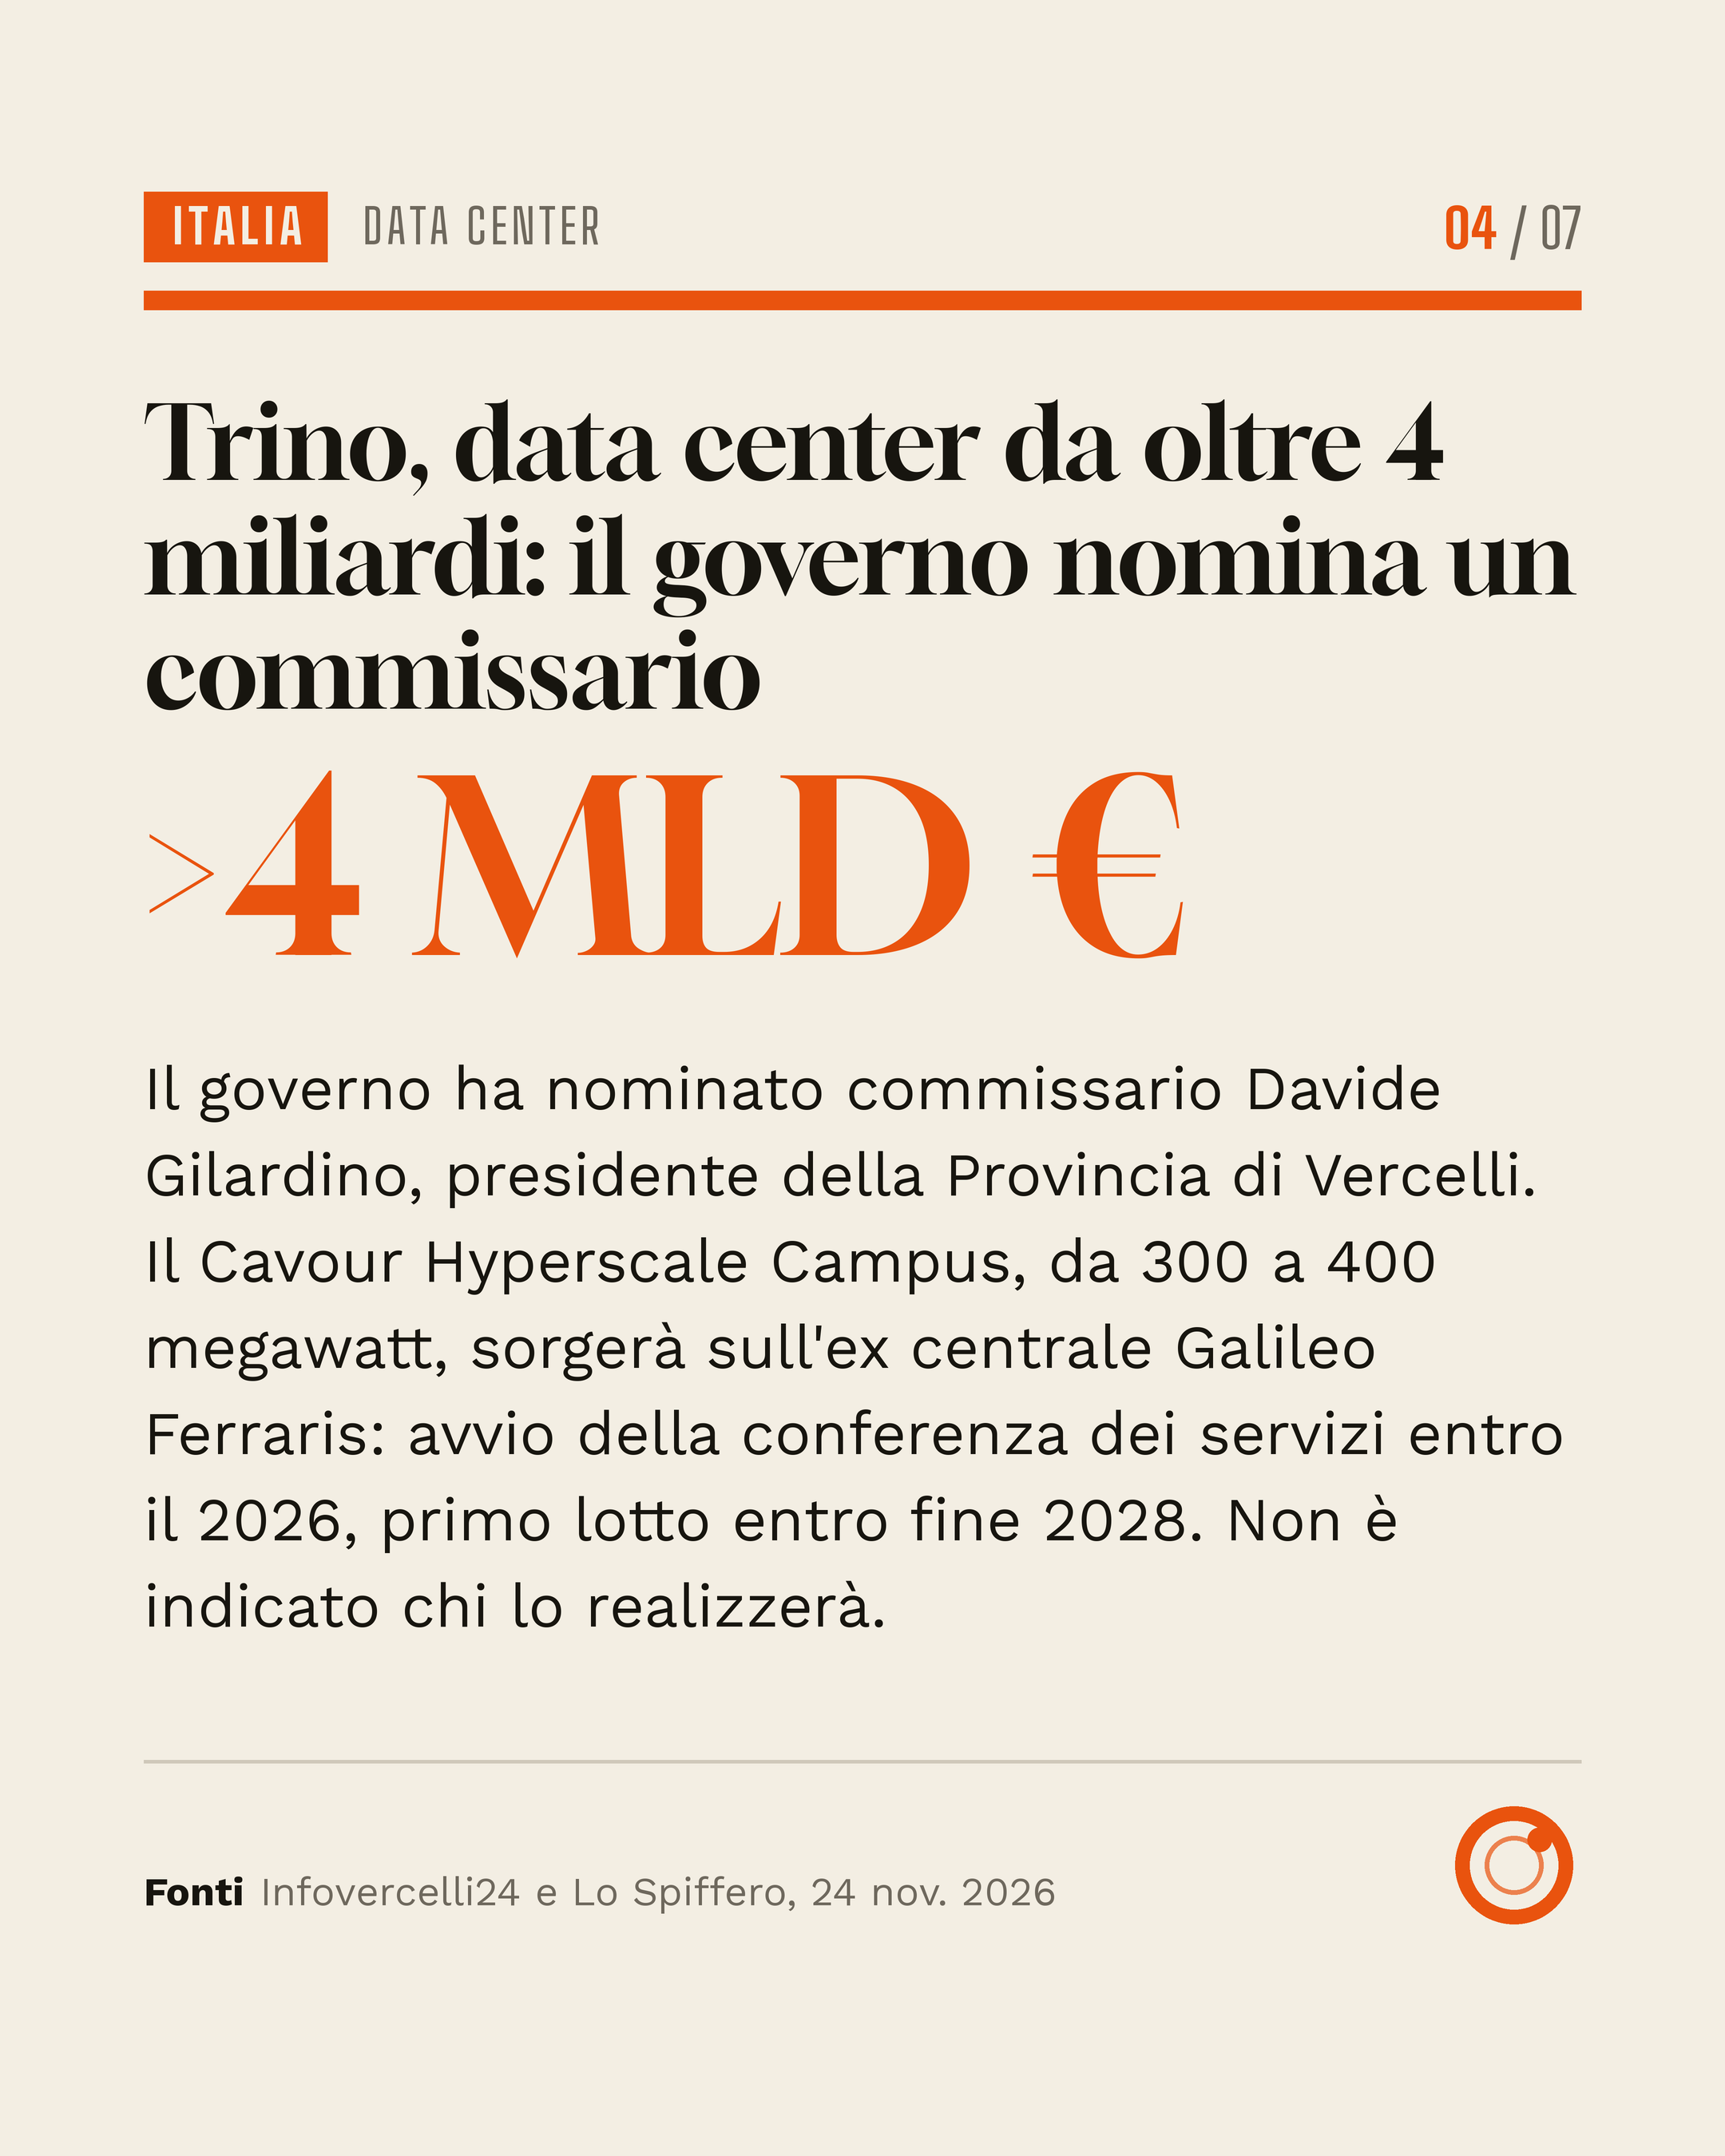 ITALIA DATA CENTER 04 / 07
Trino, data center da oltre 4
miliardi: il governo nomina un
commissario
>4 MLD €
Il governo ha nominato commissario Davide
Gilardino, presidente della Provincia di Vercelli.
Il Cavour Hyperscale Campus, da 300 a 400
megawatt, sorgerà sull'ex centrale Galileo
Ferraris: avvio della conferenza dei servizi entro
il 2026, primo lotto entro fine 2028. Non è
indicato chi lo realizzerà.
Fonti Infovercelli24 e Lo Spiffero, 24 nov. 2026